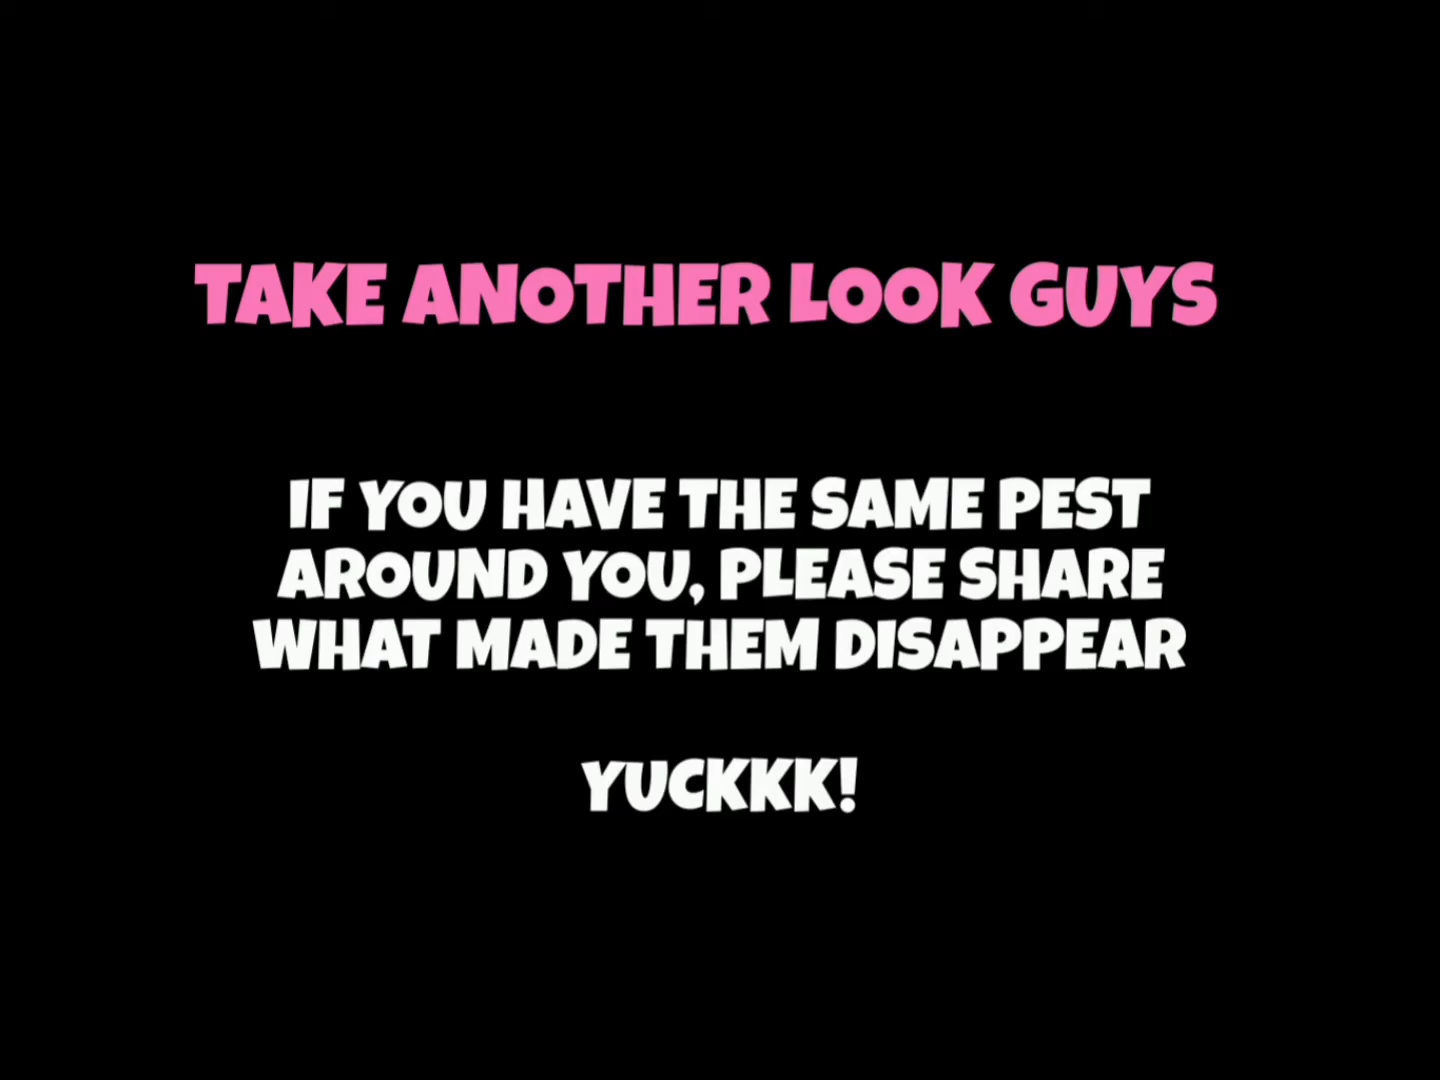 TAKE ANOTHER LOOK GUYS
IF YOU HAVE THE SAME PEST
AROUND YOU, PLEASE SHARE
WHAT MADE THEM DISAPPEAR
YUCKKK!